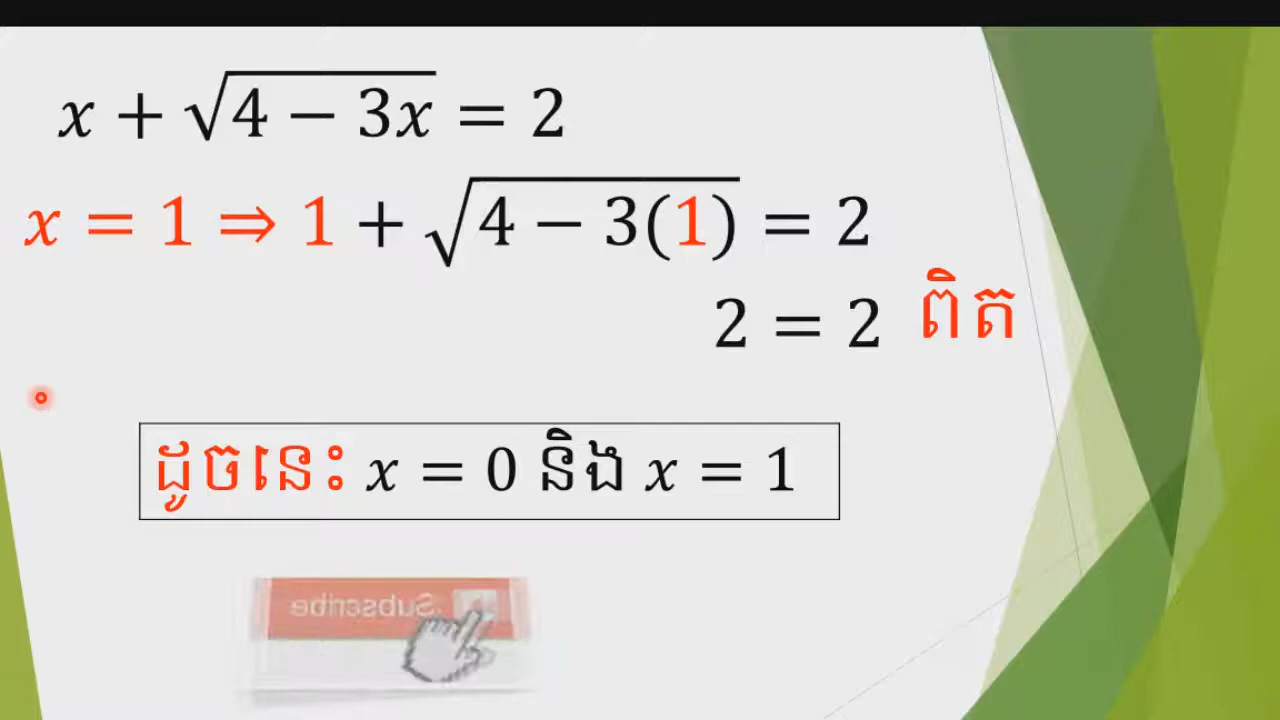 x + √(4 − 3x) = 2
x = 1 ⇒ 1 + √(4 − 3(1)) = 2
2 = 2 ពិត
ដូចនេះ x = 0 និង x = 1
Subscribe